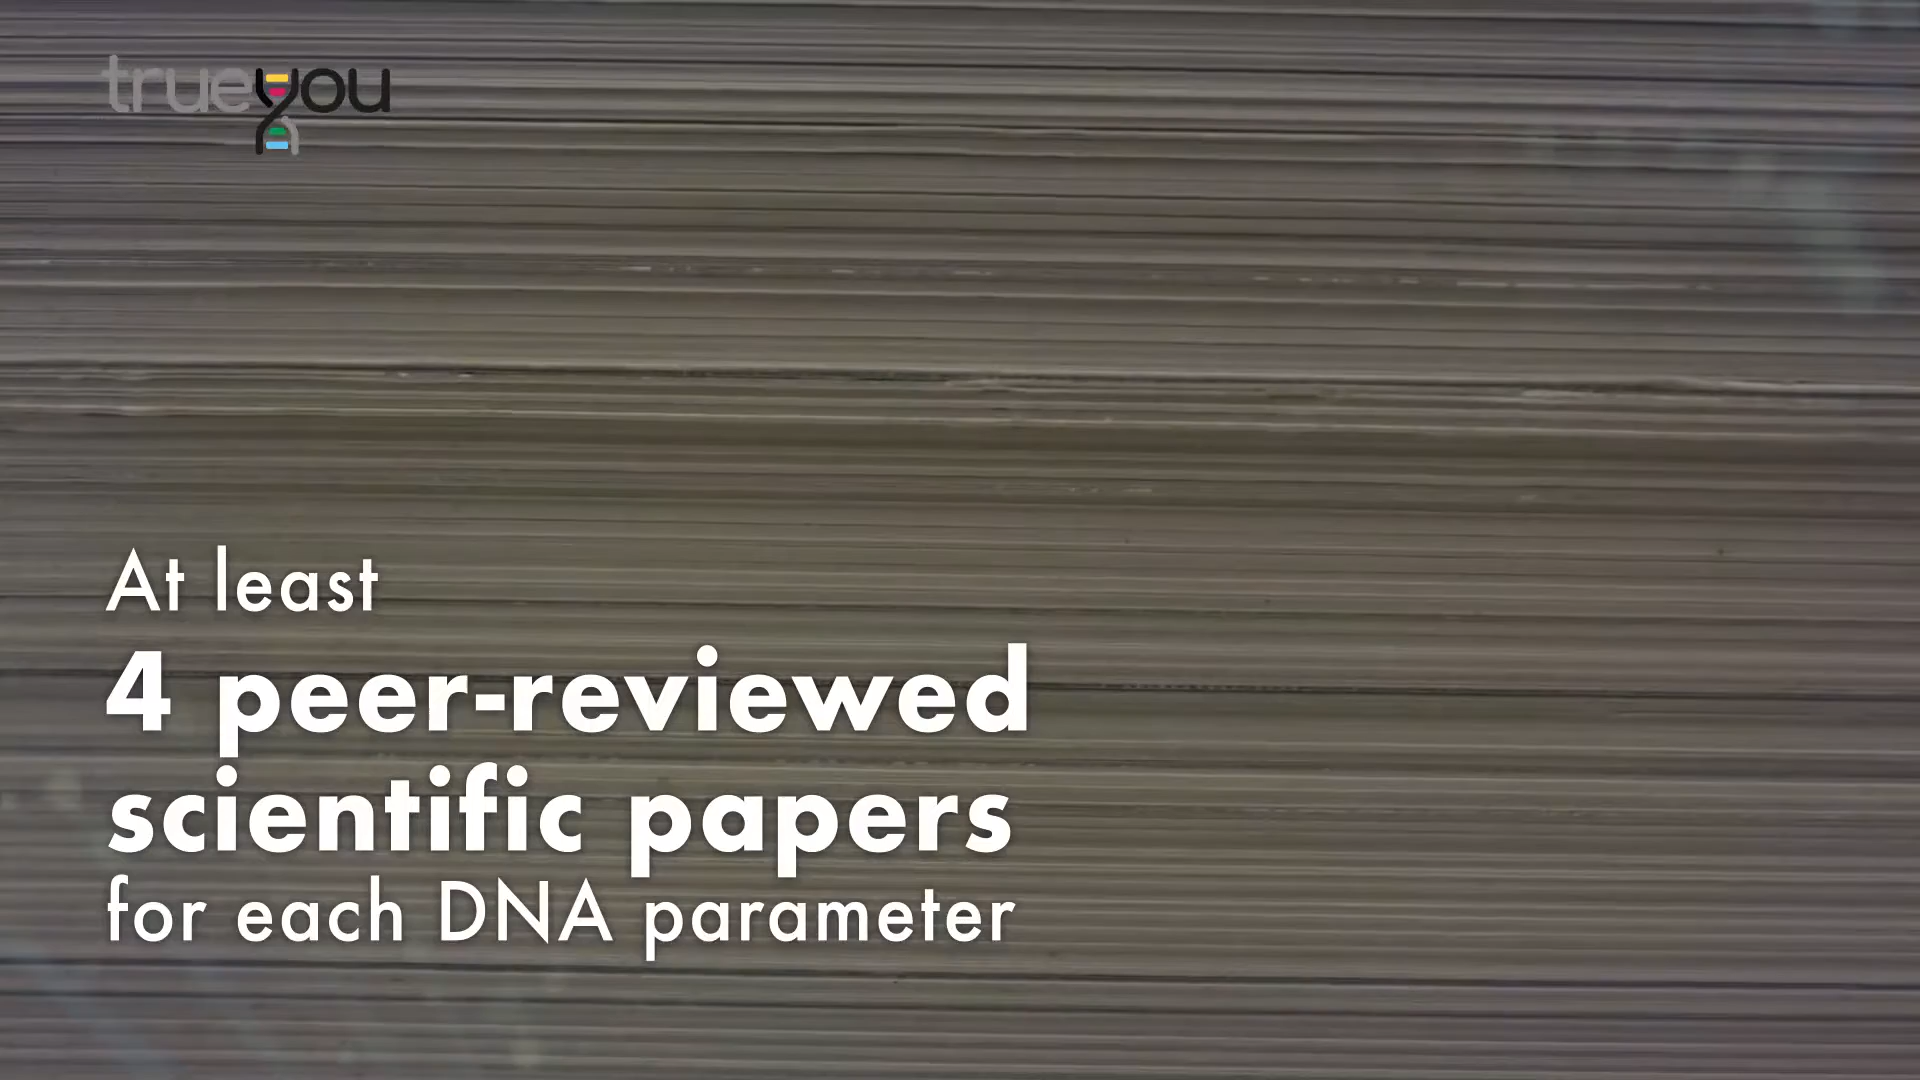 trueyou
At least
4 peer-reviewed
scientific papers
for each DNA parameter